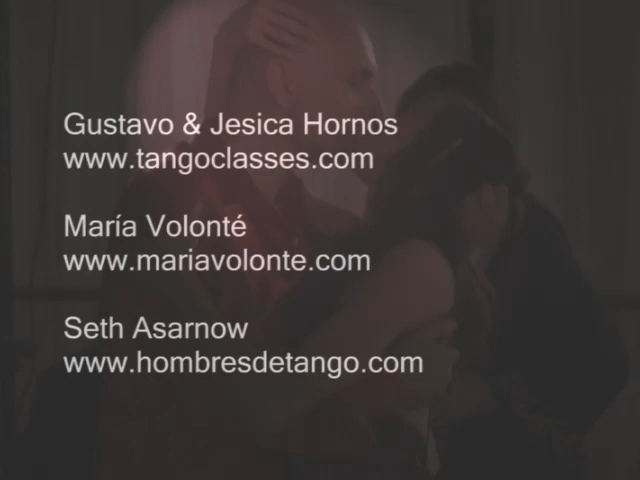 Gustavo & Jesica Hornos
www.tangoclasses.com
María Volonté
www.mariavolonte.com
Seth Asarnow
www.hombresdetango.com